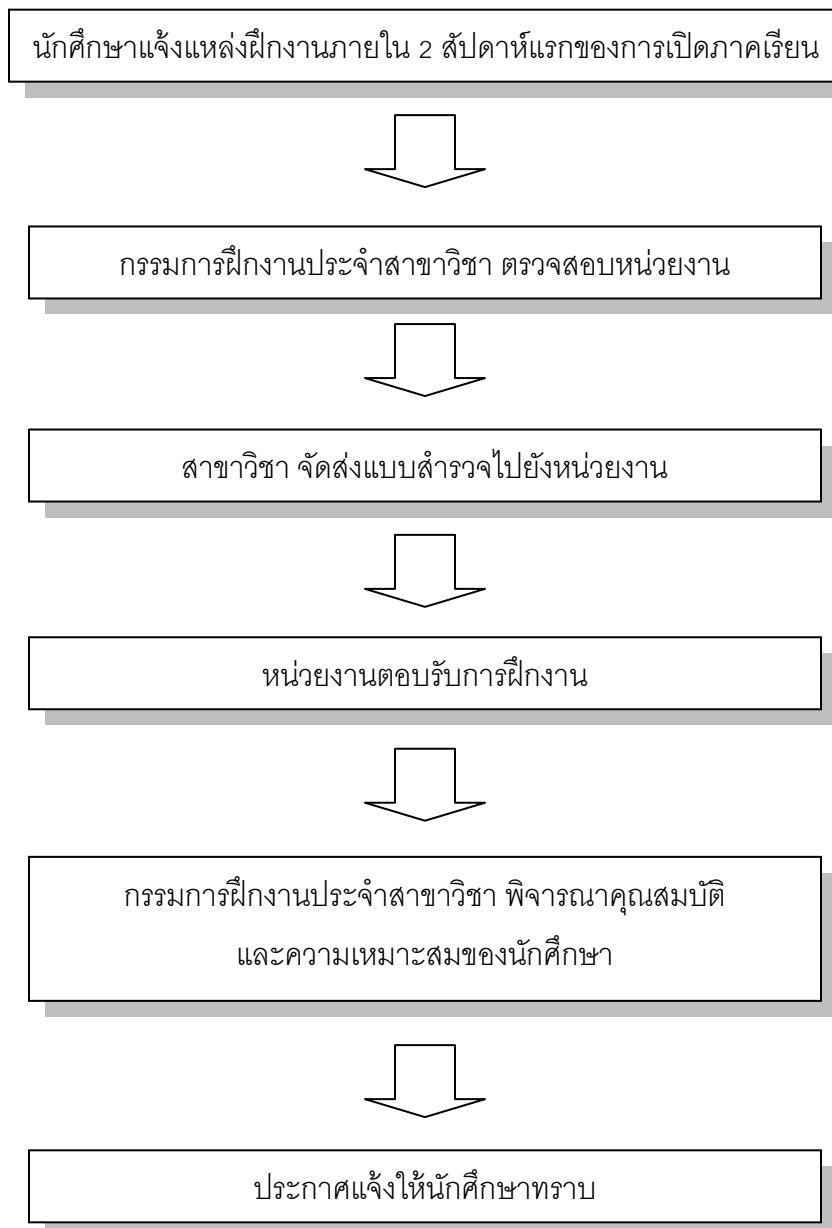 นักศึกษาแจ้งแหล่งฝึกงานภายใน 2 สัปดาห์แรกของการเปิดภาคเรียน
กรรมการฝึกงานประจำสาขาวิชา ตรวจสอบหน่วยงาน
สาขาวิชา จัดส่งแบบสำรวจไปยังหน่วยงาน
หน่วยงานตอบรับการฝึกงาน
กรรมการฝึกงานประจำสาขาวิชา พิจารณาคุณสมบัติ
และความเหมาะสมของนักศึกษา
ประกาศแจ้งให้นักศึกษาทราบ